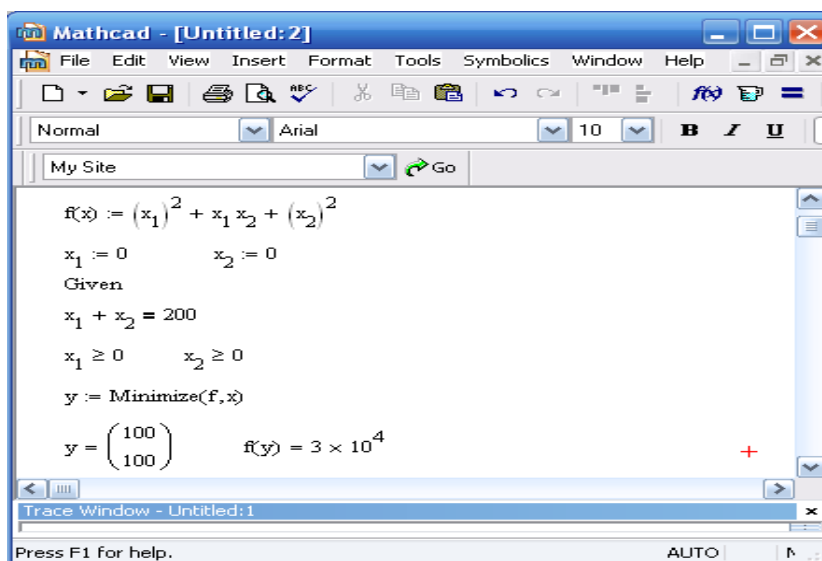 Mathcad - [Untitled:2]
File Edit View Insert Format Tools Symbolics Window Help
Normal Arial 10 B I U
My Site Go
f(x) := (x₁)² + x₁ x₂ + (x₂)²
x₁ := 0 x₂ := 0
Given
x₁ + x₂ = 200
x₁ ≥ 0 x₂ ≥ 0
y := Minimize(f,x)
y = (100 100) f(y) = 3 × 10⁴
Trace Window - Untitled:1
Press F1 for help. AUTO